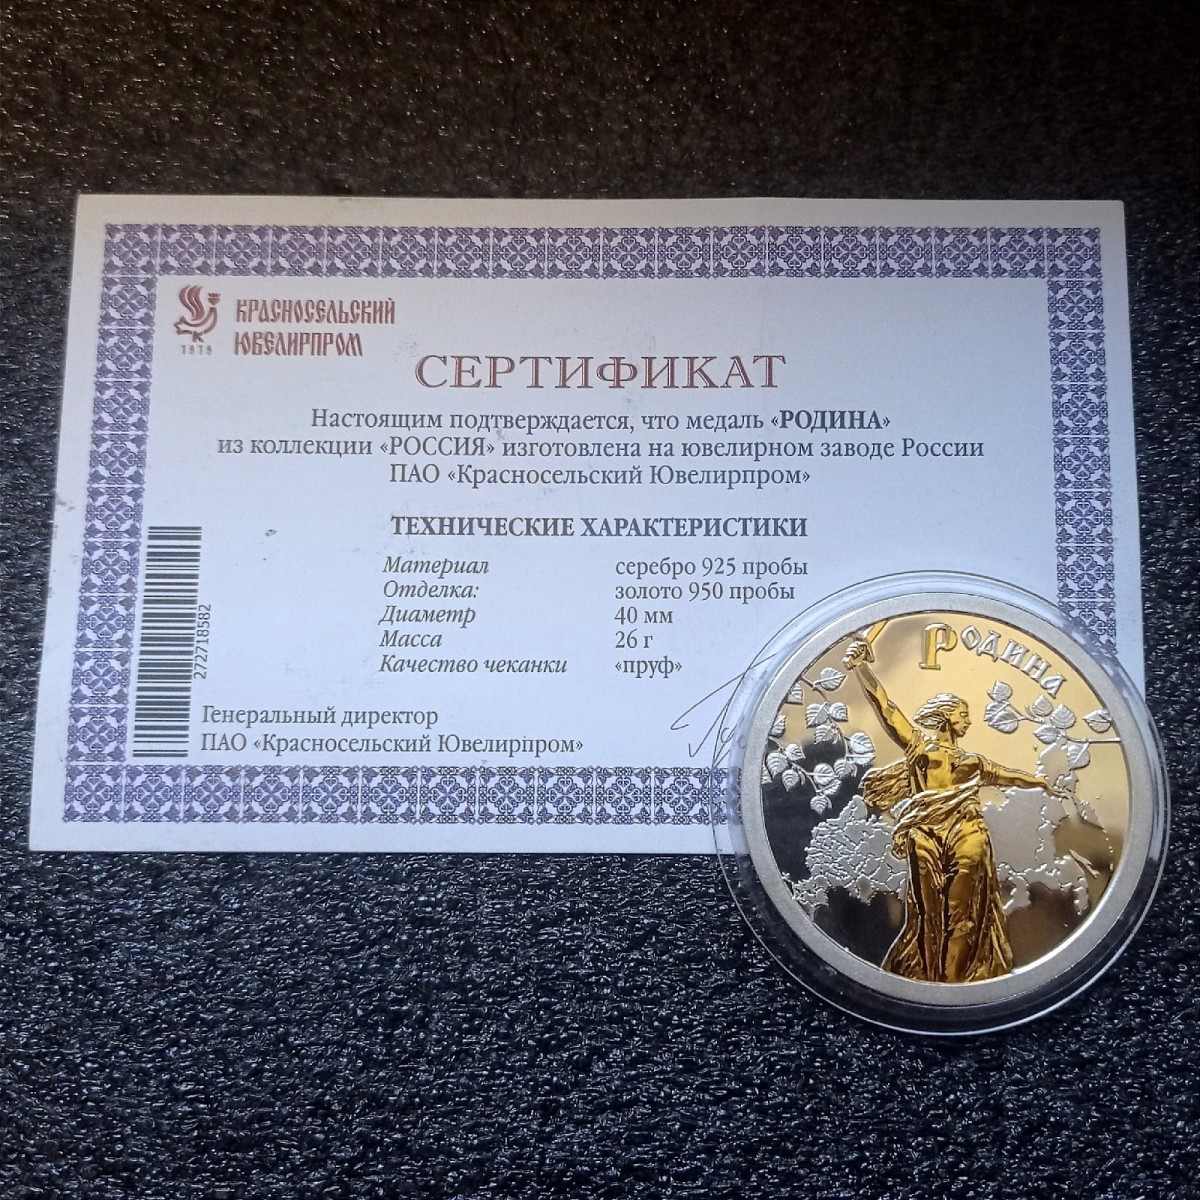 КРАСНОСЕЛЬСКИЙ
ЮВЕЛИРПРОМ
1919
СЕРТИФИКАТ
Настоящим подтверждается, что медаль «РОДИНА»
из коллекции «РОССИЯ» изготовлена на ювелирном заводе России
ПАО «Красносельский Ювелирпром»
ТЕХНИЧЕСКИЕ ХАРАКТЕРИСТИКИ
Материал серебро 925 пробы
Отделка: золото 950 пробы
Диаметр 40 мм
Масса 26 г
Качество чеканки «пруф»
272718582
Генеральный директор
ПАО «Красносельский Ювелирпром»
РОДИНА